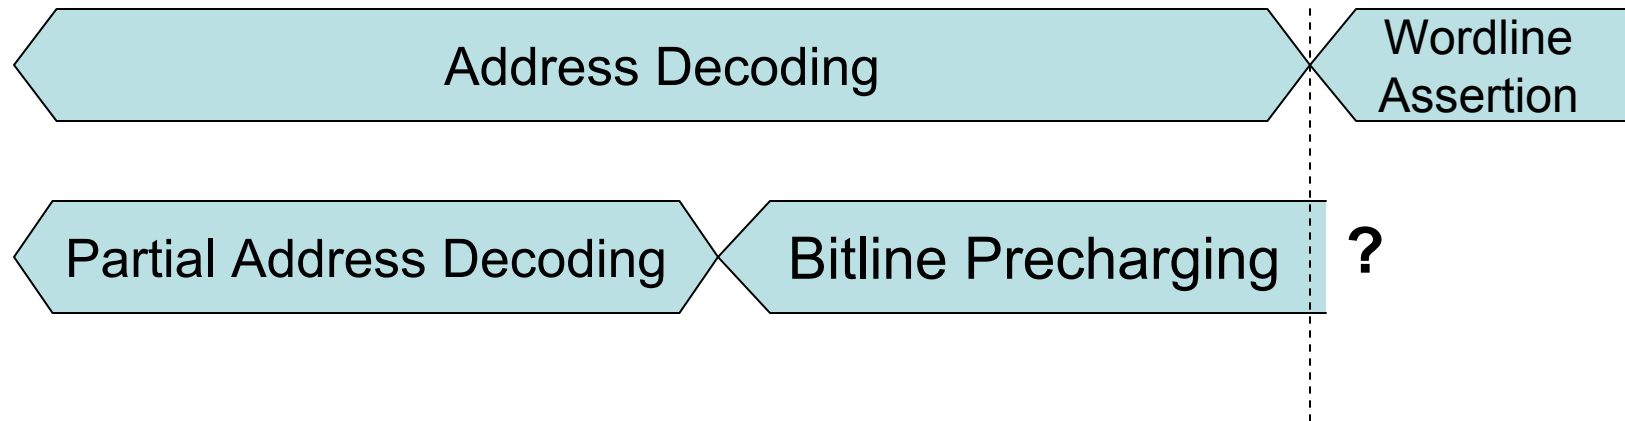 Address Decoding
Wordline
Assertion
Partial Address Decoding
Bitline Precharging
?